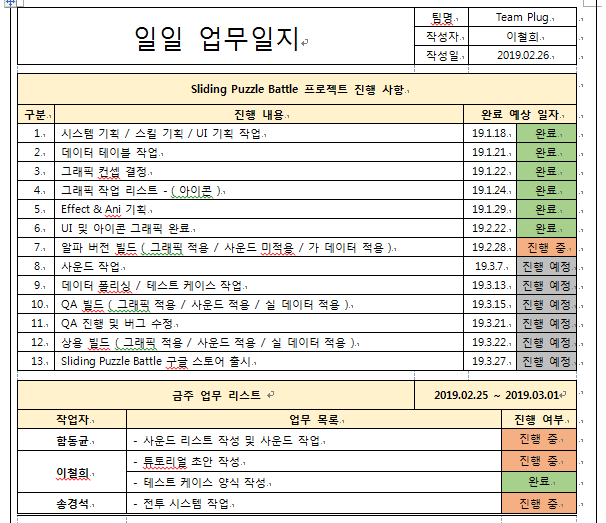 일일 업무일지
팀명 Team Plug
작성자 이철희
작성일 2019.02.26
Sliding Puzzle Battle 프로젝트 진행 사항
구분 진행 내용 완료 예상 일자
1. 시스템 기획 / 스킬 기획 / UI 기획 작업 19.1.18. 완료
2. 데이터 테이블 작업 19.1.21. 완료
3. 그래픽 컨셉 결정 19.1.22. 완료
4. 그래픽 작업 리스트 - ( 아이콘 ) 19.1.24. 완료
5. Effect & Ani 기획 19.1.29. 완료
6. UI 및 아이콘 그래픽 완료 19.2.22. 완료
7. 알파 버전 빌드 ( 그래픽 적용 / 사운드 미적용 / 가 데이터 적용 ) 19.2.28. 진행 중
8. 사운드 작업 19.3.7. 진행 예정
9. 데이터 폴리싱 / 테스트 케이스 작업 19.3.13. 진행 예정
10. QA 빌드 ( 그래픽 적용 / 사운드 적용 / 실 데이터 적용 ) 19.3.15. 진행 예정
11. QA 진행 및 버그 수정 19.3.21. 진행 예정
12. 상용 빌드 ( 그래픽 적용 / 사운드 적용 / 실 데이터 적용 ) 19.3.22. 진행 예정
13. Sliding Puzzle Battle 구글 스토어 출시 19.3.27. 진행 예정
금주 업무 리스트 2019.02.25 ~ 2019.03.01
작업자 업무 목록 진행 여부
함동균 - 사운드 리스트 작성 및 사운드 작업 진행 중
이철희 - 튜토리얼 초안 작성 진행 중
- 테스트 케이스 양식 작성 완료
송경석 - 전투 시스템 작업 진행 중